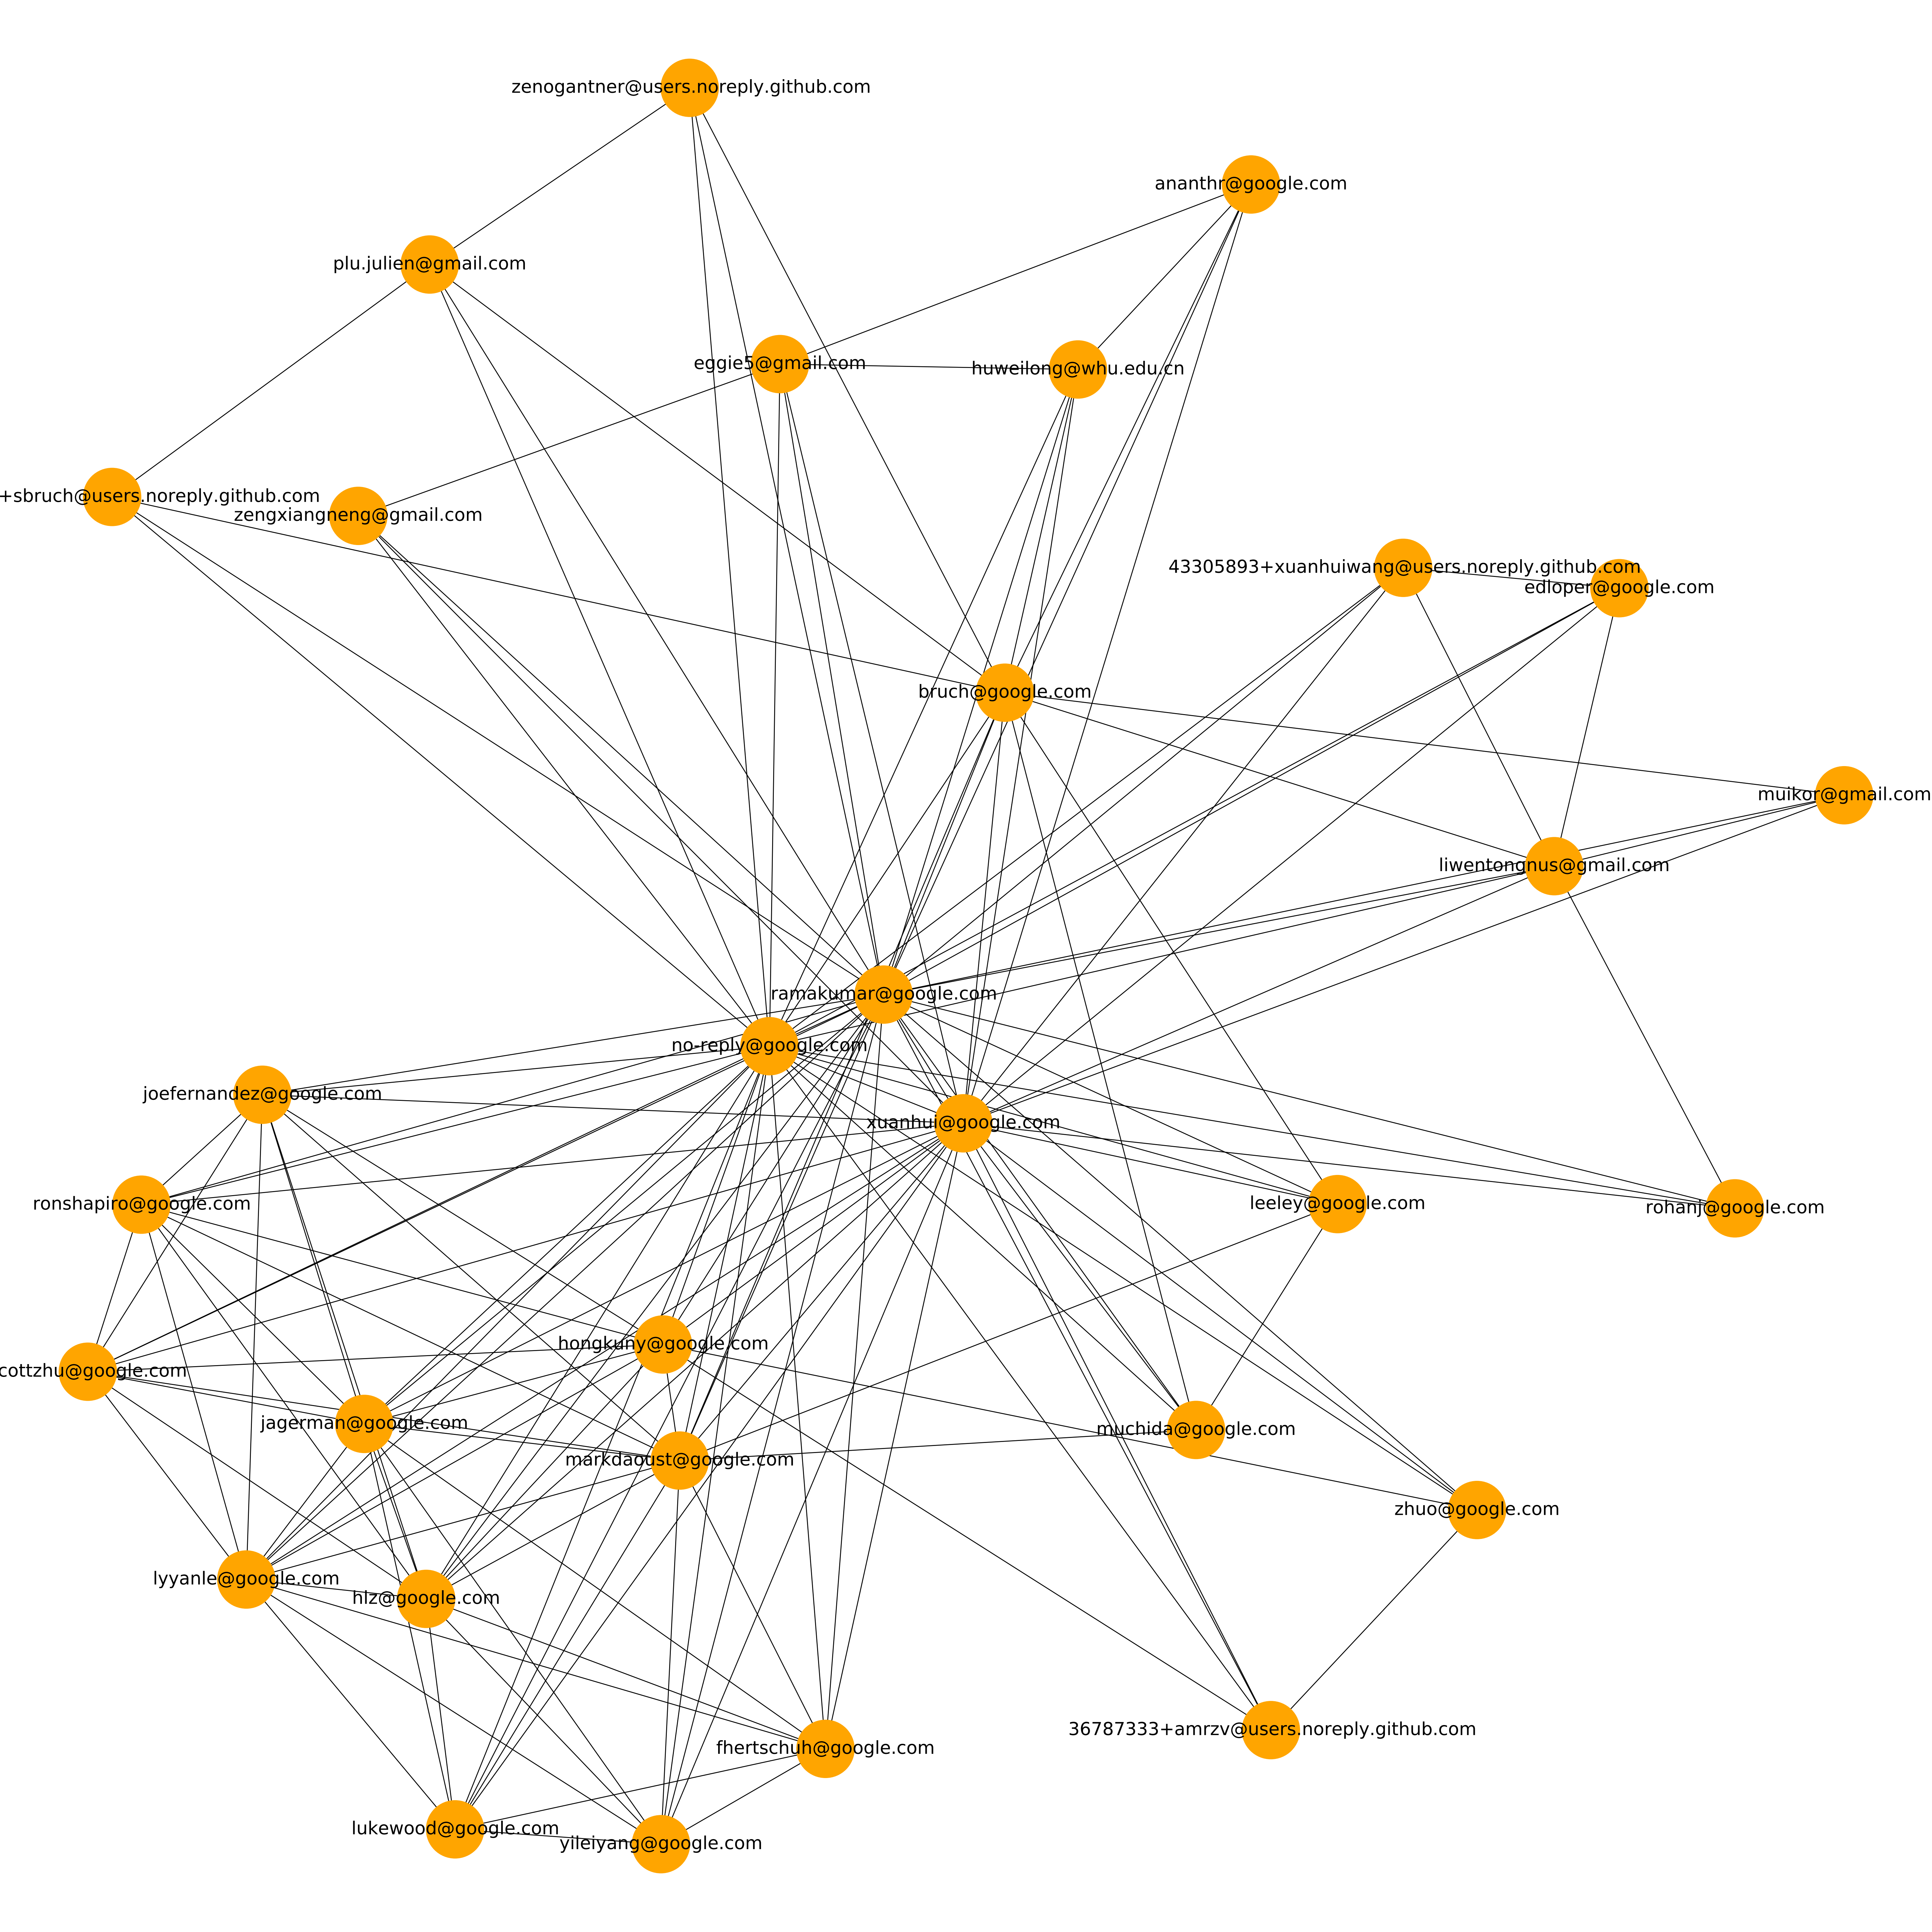 zenogantner@users.noreply.github.com
ananthr@google.com
plu.julien@gmail.com
eggie5@gmail.com
huweilong@whu.edu.cn
+sbruch@users.noreply.github.com
zengxiangneng@gmail.com
43305893+xuanhuiwang@users.noreply.github.com
edloper@google.com
bruch@google.com
muikor@gmail.com
liwentongnus@gmail.com
ramakumar@google.com
no-reply@google.com
joefernandez@google.com
xuanhui@google.com
ronshapiro@google.com
leeley@google.com
rohanj@google.com
hongkuny@google.com
cottzhu@google.com
jagerman@google.com
muchida@google.com
markdaoust@google.com
zhuo@google.com
lyyanle@google.com
hlz@google.com
36787333+amrzv@users.noreply.github.com
fhertschuh@google.com
lukewood@google.com
yileiyang@google.com